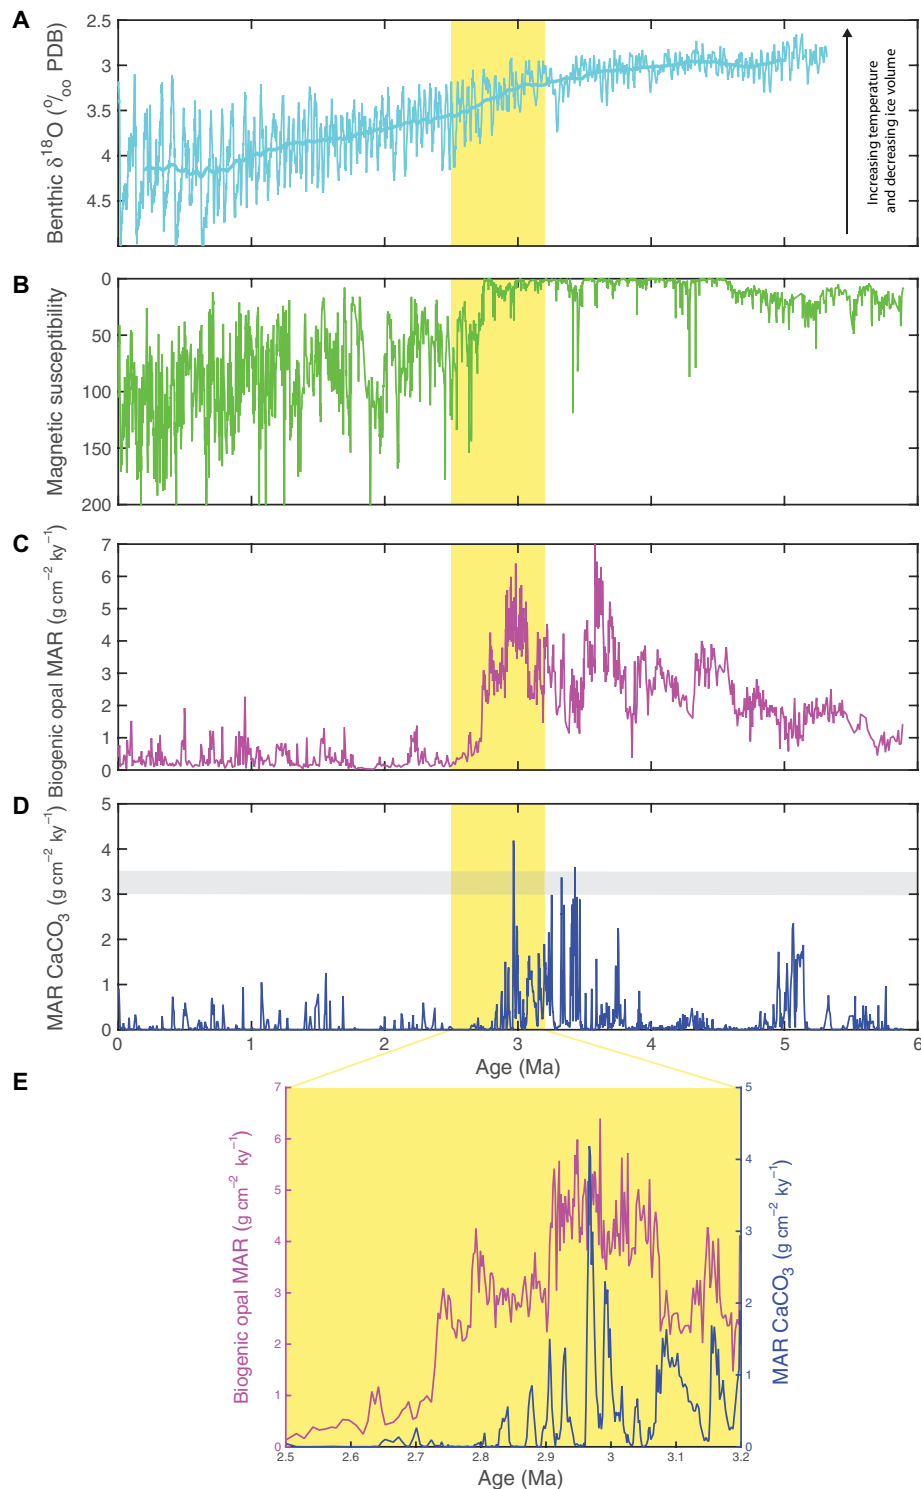 A
Benthic δ18O (o/oo PDB)
2.5
3
3.5
4
4.5
Increasing temperature
and decreasing ice volume
B
Magnetic susceptibility
0
50
100
150
200
C
Biogenic opal MAR (g cm−2 ky−1)
7
6
5
4
3
2
1
0
D
MAR CaCO3 (g cm−2 ky−1)
5
4
3
2
1
0
0 1 2 3 4 5 6
Age (Ma)
E
Biogenic opal MAR (g cm−2 ky−1)
7
6
5
4
3
2
1
0
MAR CaCO3 (g cm−2 ky−1)
5
4
3
2
1
0
2.5 2.6 2.7 2.8 2.9 3 3.1 3.2
Age (Ma)